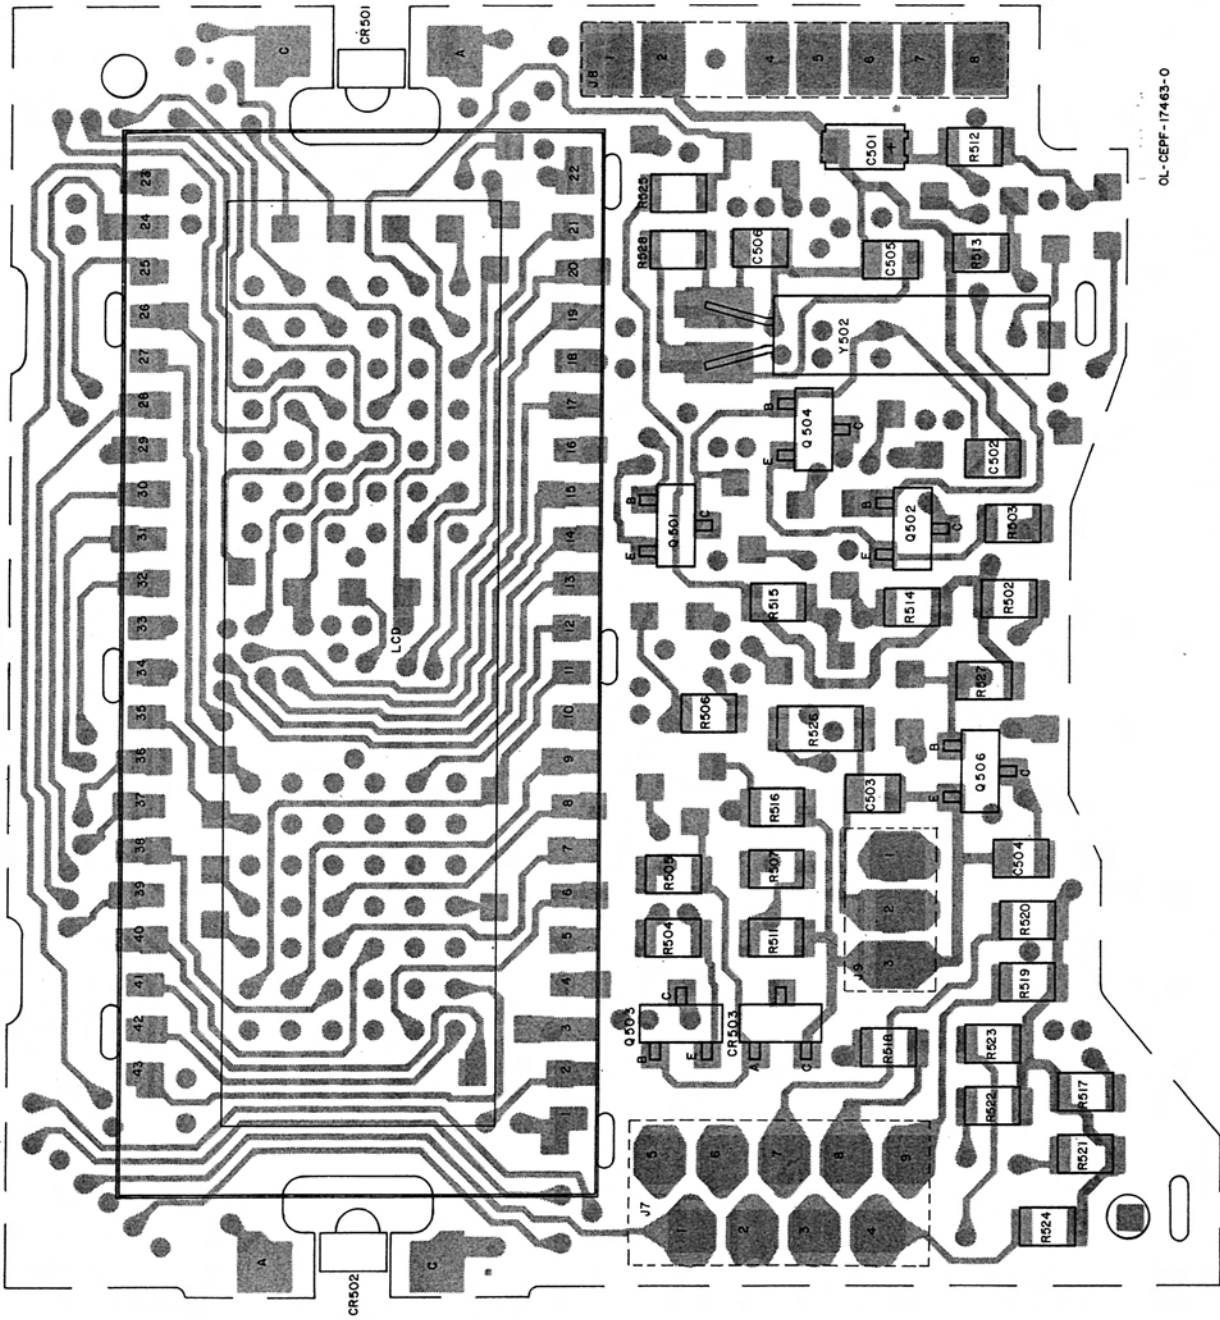 CR501
C
A
J8
1
2
4
5
6
7
8
OL-CEPF-17463-O
C501
+
R512
23
24
25
26
27
28
29
30
31
32
33
34
35
36
37
38
39
40
41
42
43
22
21
20
19
18
17
16
15
14
13
12
11
10
9
8
7
6
5
4
3
2
1
LCD
R525
R528
C506
C505
R513
Y502
B
Q504
C
E
C502
B
Q501
C
E
B
Q502
C
E
R503
R515
R514
R502
R527
R506
R526
B
Q506
C
E
R516
C503
R505
R507
C504
J9
1
2
3
R504
R511
R520
R519
Q503
B
E
C
CR503
A
C
R518
R523
R522
R517
R521
R524
J7
5
6
7
8
9
1
2
3
4
A
C
CR502